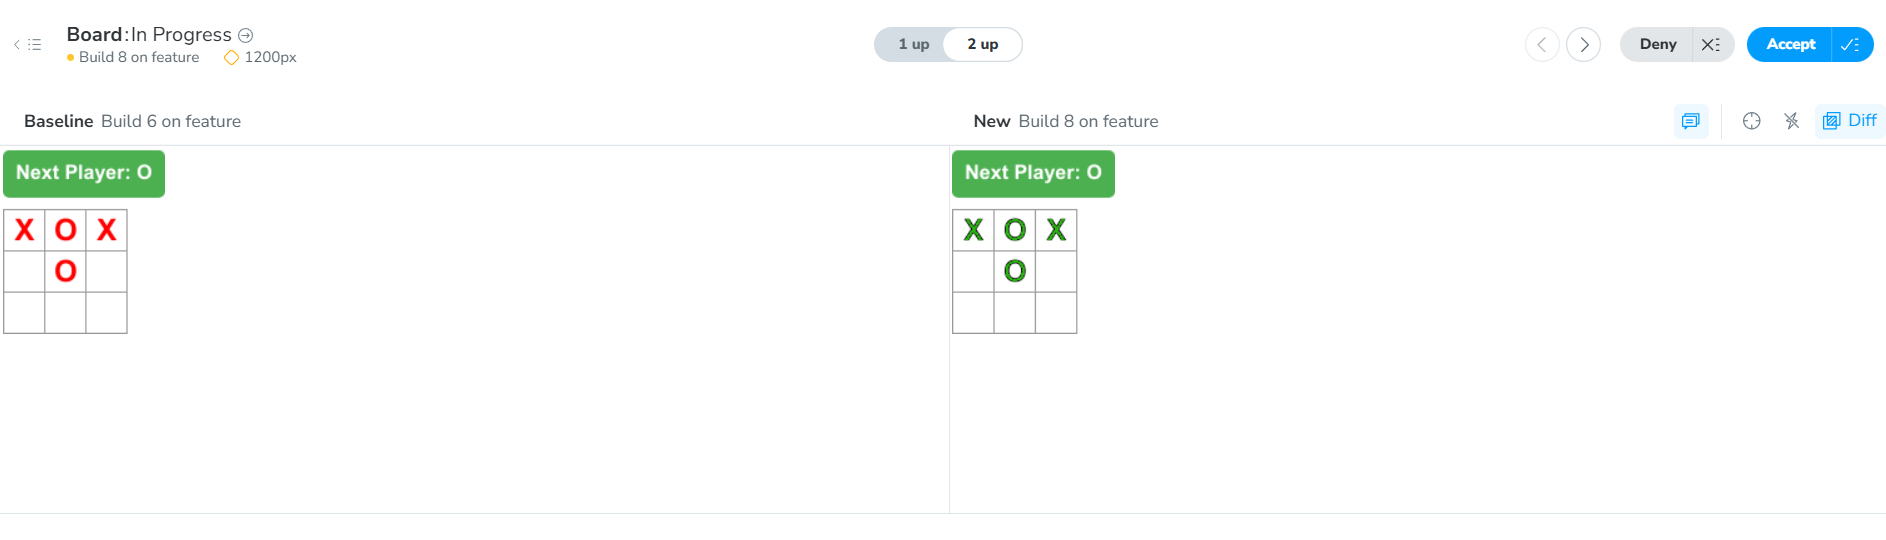 Board: In Progress
Build 8 on feature 1200px
1 up 2 up
Deny
Accept
Baseline Build 6 on feature
New Build 8 on feature
Diff
Next Player: O
X O X
O
Next Player: O
X O X
O